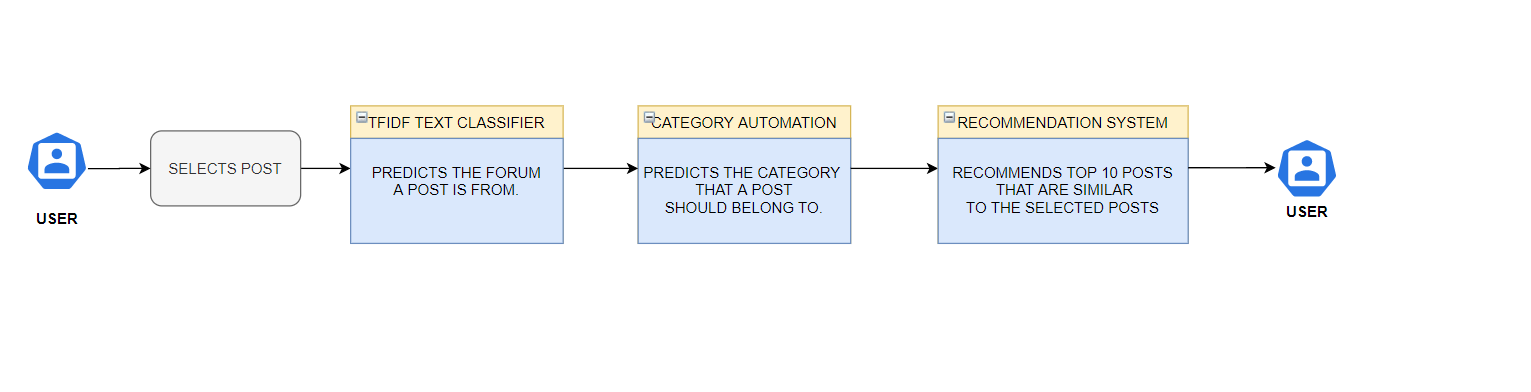 USER
SELECTS POST
TFIDF TEXT CLASSIFIER
PREDICTS THE FORUM
A POST IS FROM.
CATEGORY AUTOMATION
PREDICTS THE CATEGORY
THAT A POST
SHOULD BELONG TO.
RECOMMENDATION SYSTEM
RECOMMENDS TOP 10 POSTS
THAT ARE SIMILAR
TO THE SELECTED POSTS
USER